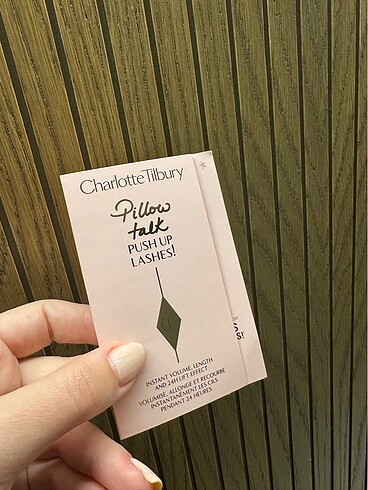 Charlotte Tilbury
Pillow
talk
PUSH UP
LASHES!
INSTANT VOLUME, LENGTH
AND 24H LIFT EFFECT
VOLUMISE, ALLONGE ET RECOURBE
INSTANTANÉMENT LES CILS
PENDANT 24 HEURES